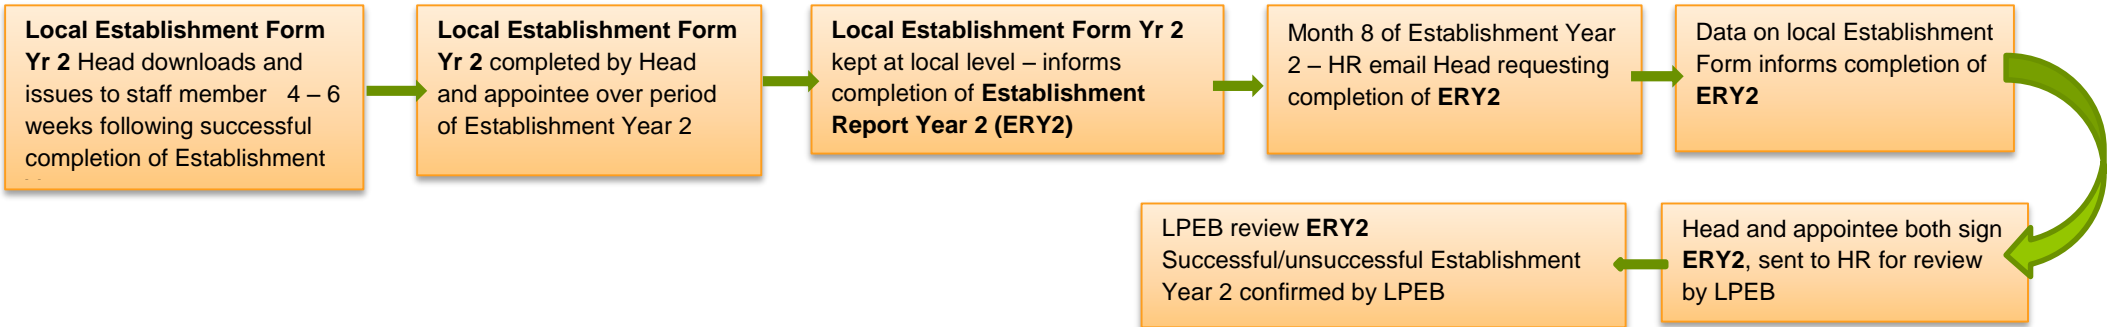 Local Establishment Form
Yr 2 Head downloads and
issues to staff member 4 – 6
weeks following successful
completion of Establishment
Local Establishment Form
Yr 2 completed by Head
and appointee over period
of Establishment Year 2
Local Establishment Form Yr 2
kept at local level – informs
completion of Establishment
Report Year 2 (ERY2)
Month 8 of Establishment Year
2 – HR email Head requesting
completion of ERY2
Data on local Establishment
Form informs completion of
ERY2
Head and appointee both sign
ERY2, sent to HR for review
by LPEB
LPEB review ERY2
Successful/unsuccessful Establishment
Year 2 confirmed by LPEB